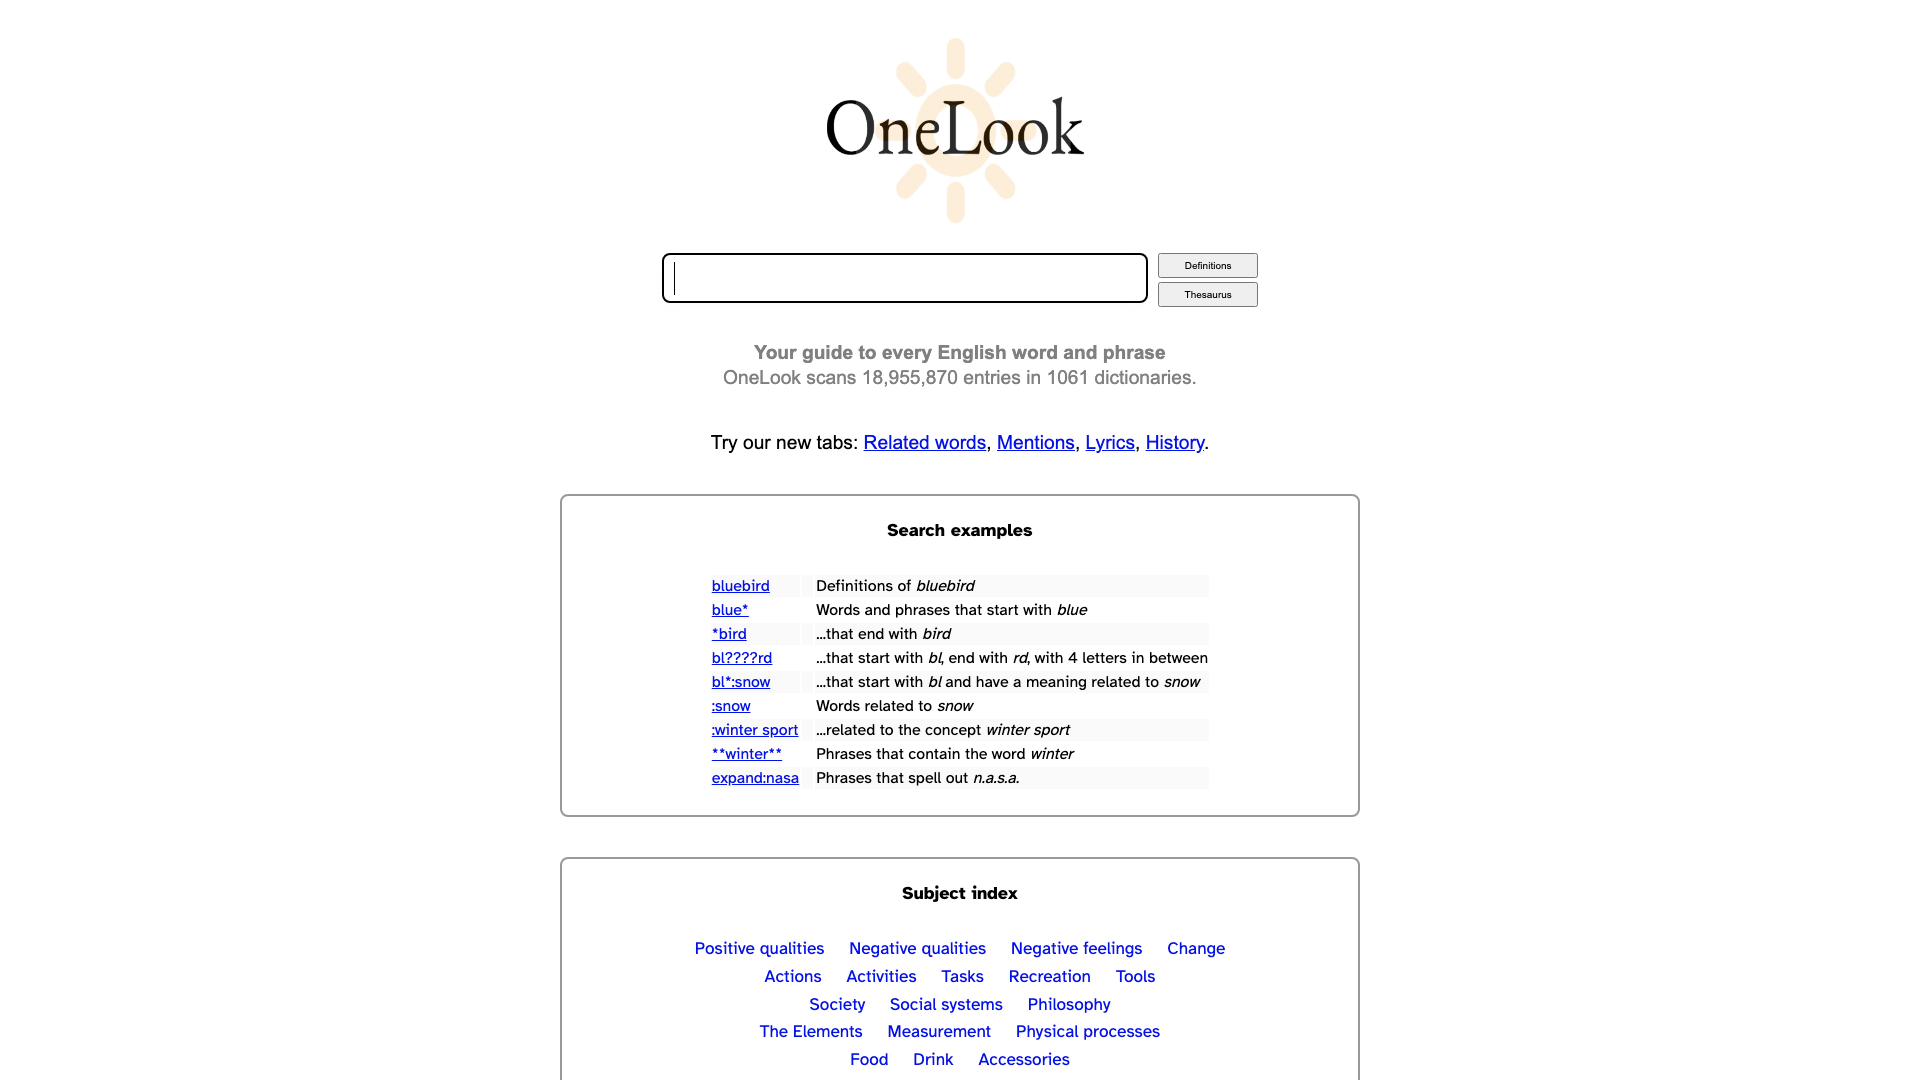 OneLook
Definitions
Thesaurus
Your guide to every English word and phrase
OneLook scans 18,955,870 entries in 1061 dictionaries.
Try our new tabs: Related words, Mentions, Lyrics, History.
Search examples
bluebird Definitions of bluebird
blue* Words and phrases that start with blue
*bird ...that end with bird
bl????rd ...that start with bl, end with rd, with 4 letters in between
bl*:snow ...that start with bl and have a meaning related to snow
:snow Words related to snow
:winter sport ...related to the concept winter sport
**winter** Phrases that contain the word winter
expand:nasa Phrases that spell out n.a.s.a.
Subject index
Positive qualities Negative qualities Negative feelings Change
Actions Activities Tasks Recreation Tools
Society Social systems Philosophy
The Elements Measurement Physical processes
Food Drink Accessories